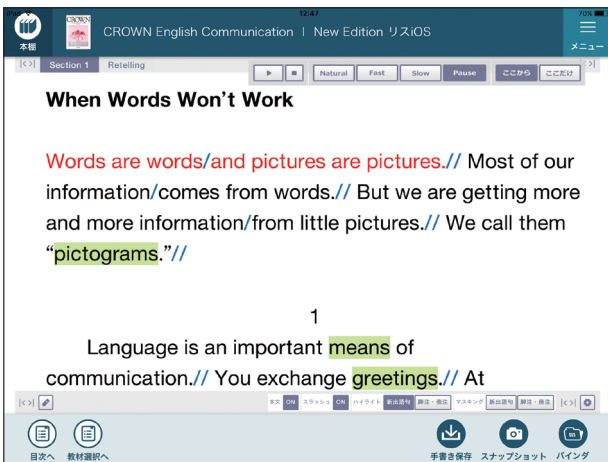 iPad 12:47 70%
本棚 CROWN CROWN English Communication I New Edition リスiOS メニュー
Section 1 Retelling Natural Fast Slow Pause ここから ここだけ
When Words Won't Work
Words are words/and pictures are pictures.// Most of our
information/comes from words.// But we are getting more
and more information/from little pictures.// We call them
“pictograms.”//
1
Language is an important means of
communication.// You exchange greetings.// At
本文 ON スラッシュ ON ハイライト 新出語句 脚注・傍注 マスキング 新出語句 脚注・傍注
目次へ 教材選択へ 手書き保存 スナップショット バインダ